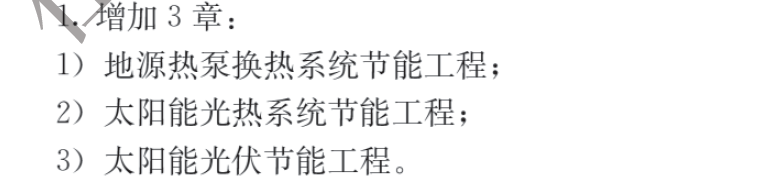 1. 增加 3 章：
1) 地源热泵换热系统节能工程；
2) 太阳能光热系统节能工程；
3) 太阳能光伏节能工程。